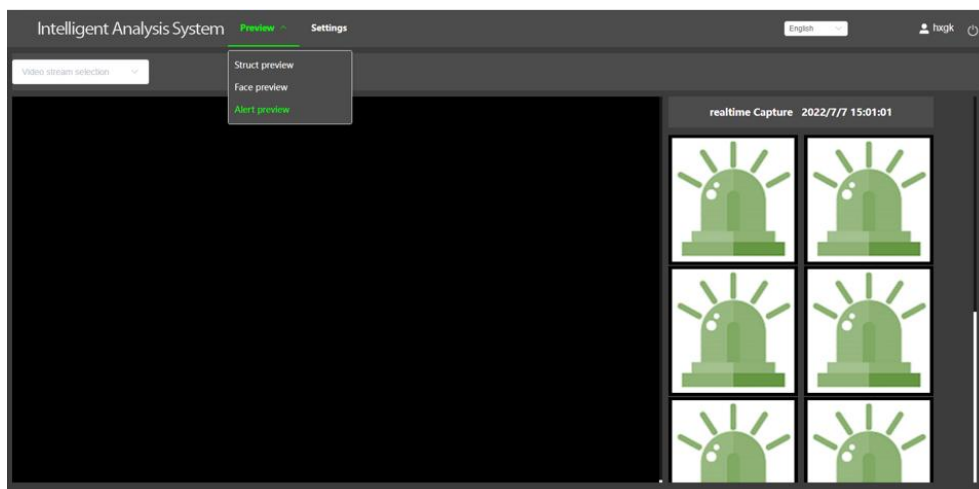 Intelligent Analysis System Preview Settings English hxgk
Video stream selection
Struct preview
Face preview
Alert preview
realtime Capture 2022/7/7 15:01:01